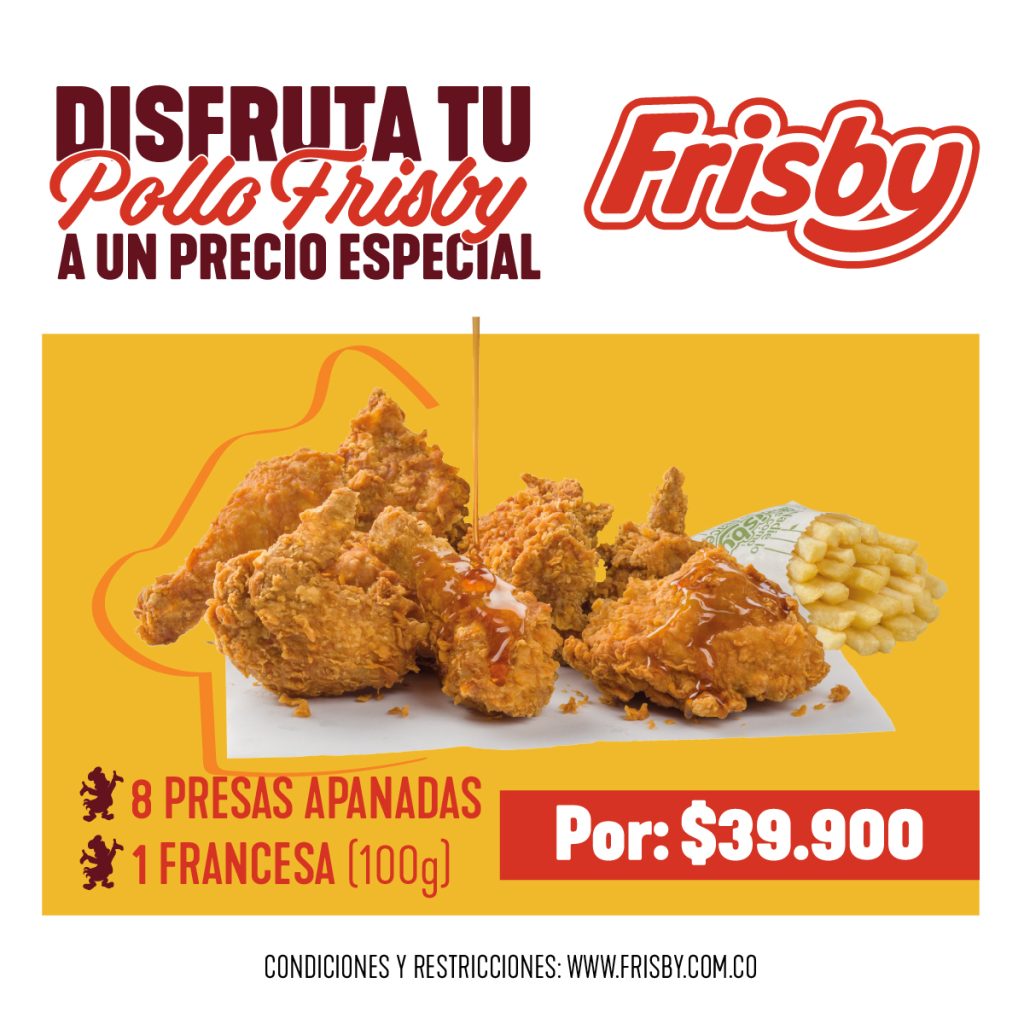 DISFRUTA TU
Pollo Frisby
A UN PRECIO ESPECIAL
Frisby
8 PRESAS APANADAS
1 FRANCESA (100g)
Por: $39.900
CONDICIONES Y RESTRICCIONES: WWW.FRISBY.COM.CO